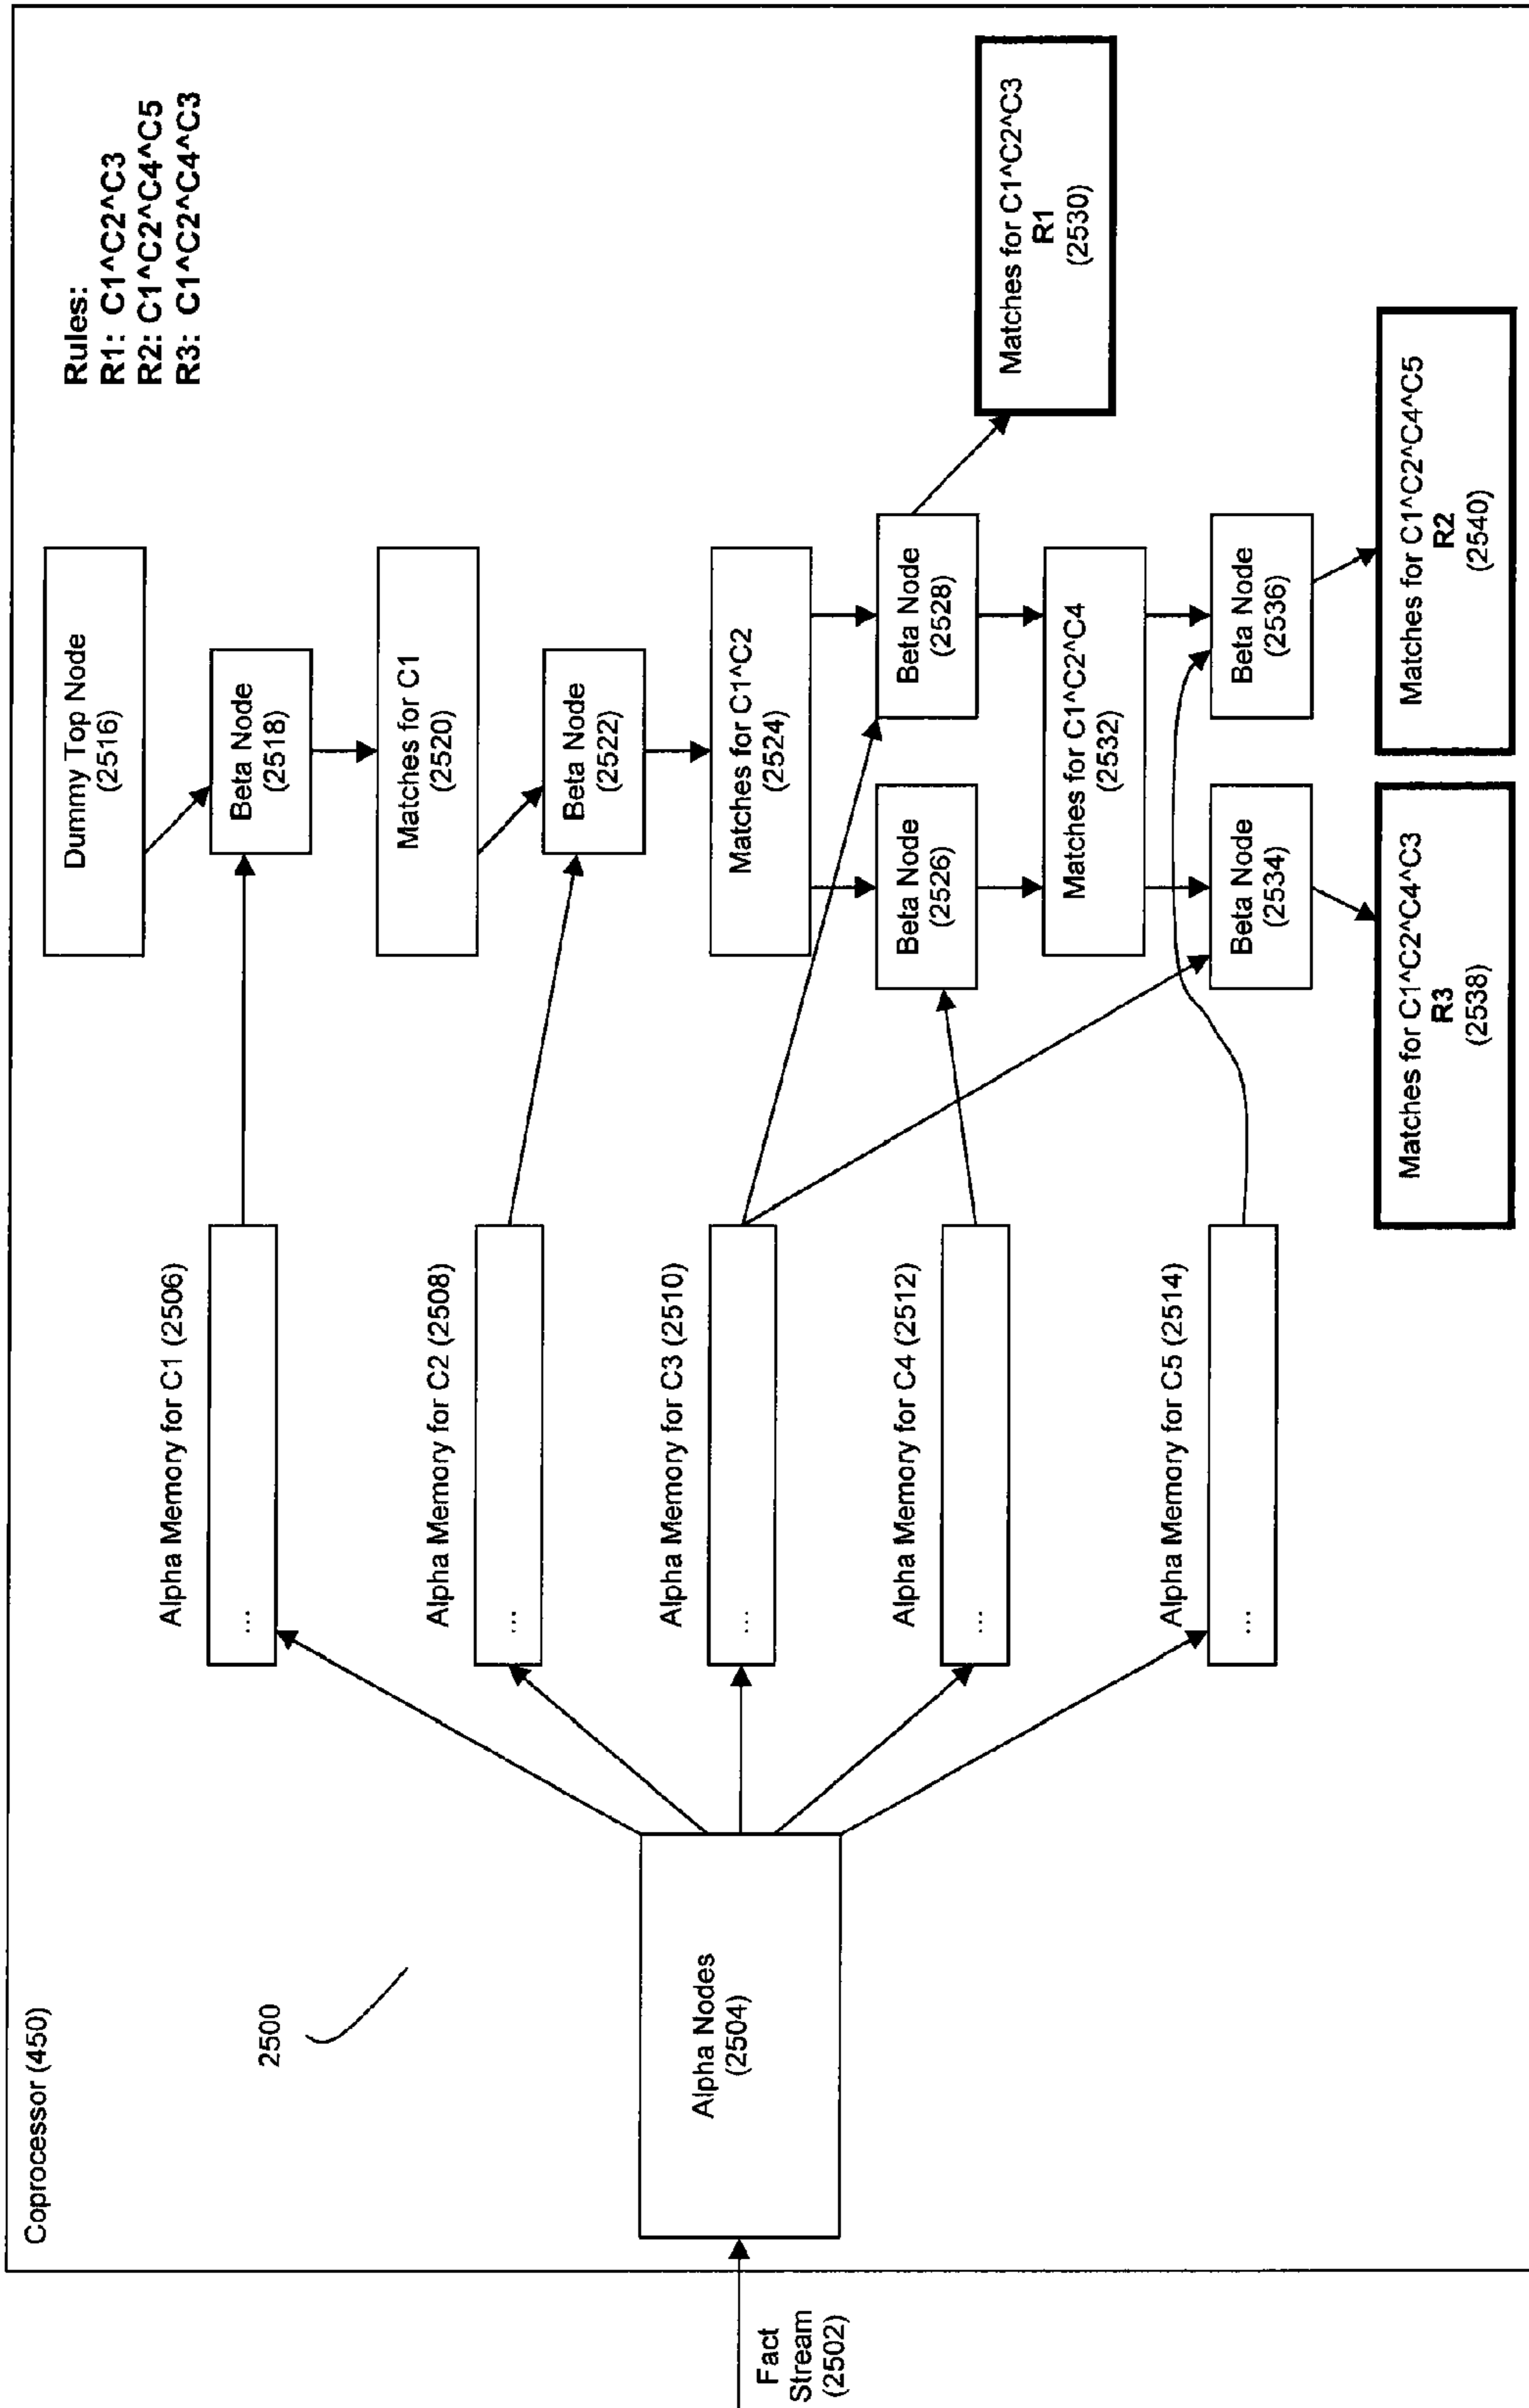 Coprocessor (450)
2500
Fact
Stream
(2502)
Alpha Nodes
(2504)
Alpha Memory for C1 (2506)
...
Alpha Memory for C2 (2508)
...
Alpha Memory for C3 (2510)
...
Alpha Memory for C4 (2512)
...
Alpha Memory for C5 (2514)
...
Dummy Top Node
(2516)
Beta Node
(2518)
Matches for C1
(2520)
Beta Node
(2522)
Matches for C1^C2
(2524)
Beta Node
(2526)
Beta Node
(2528)
Matches for C1^C2^C4
(2532)
Beta Node
(2534)
Beta Node
(2536)
Matches for C1^C2^C4^C3
R3
(2538)
Matches for C1^C2^C4^C5
R2
(2540)
Matches for C1^C2^C3
R1
(2530)
Rules:
R1: C1^C2^C3
R2: C1^C2^C4^C5
R3: C1^C2^C4^C3